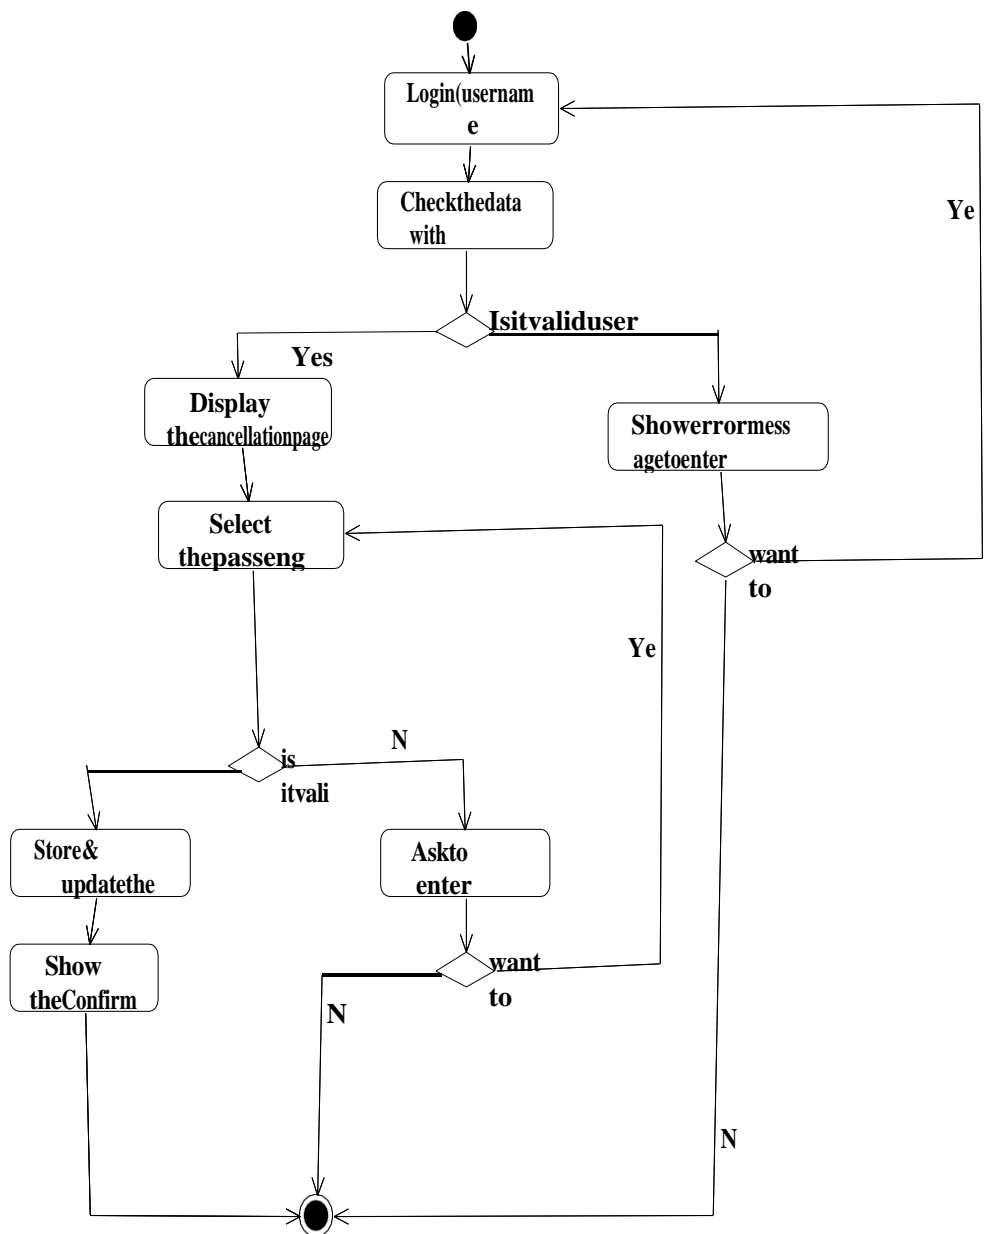 Login(usernam
e
Checkthedata
with
Ye
Isitvaliduser
Yes
Display
thecancellationpage
Showerrormess
agetoenter
Select
thepasseng
want
to
Ye
N
is
itvali
Store&
updatethe
Askto
enter
Show
theConfirm
want
to
N
N